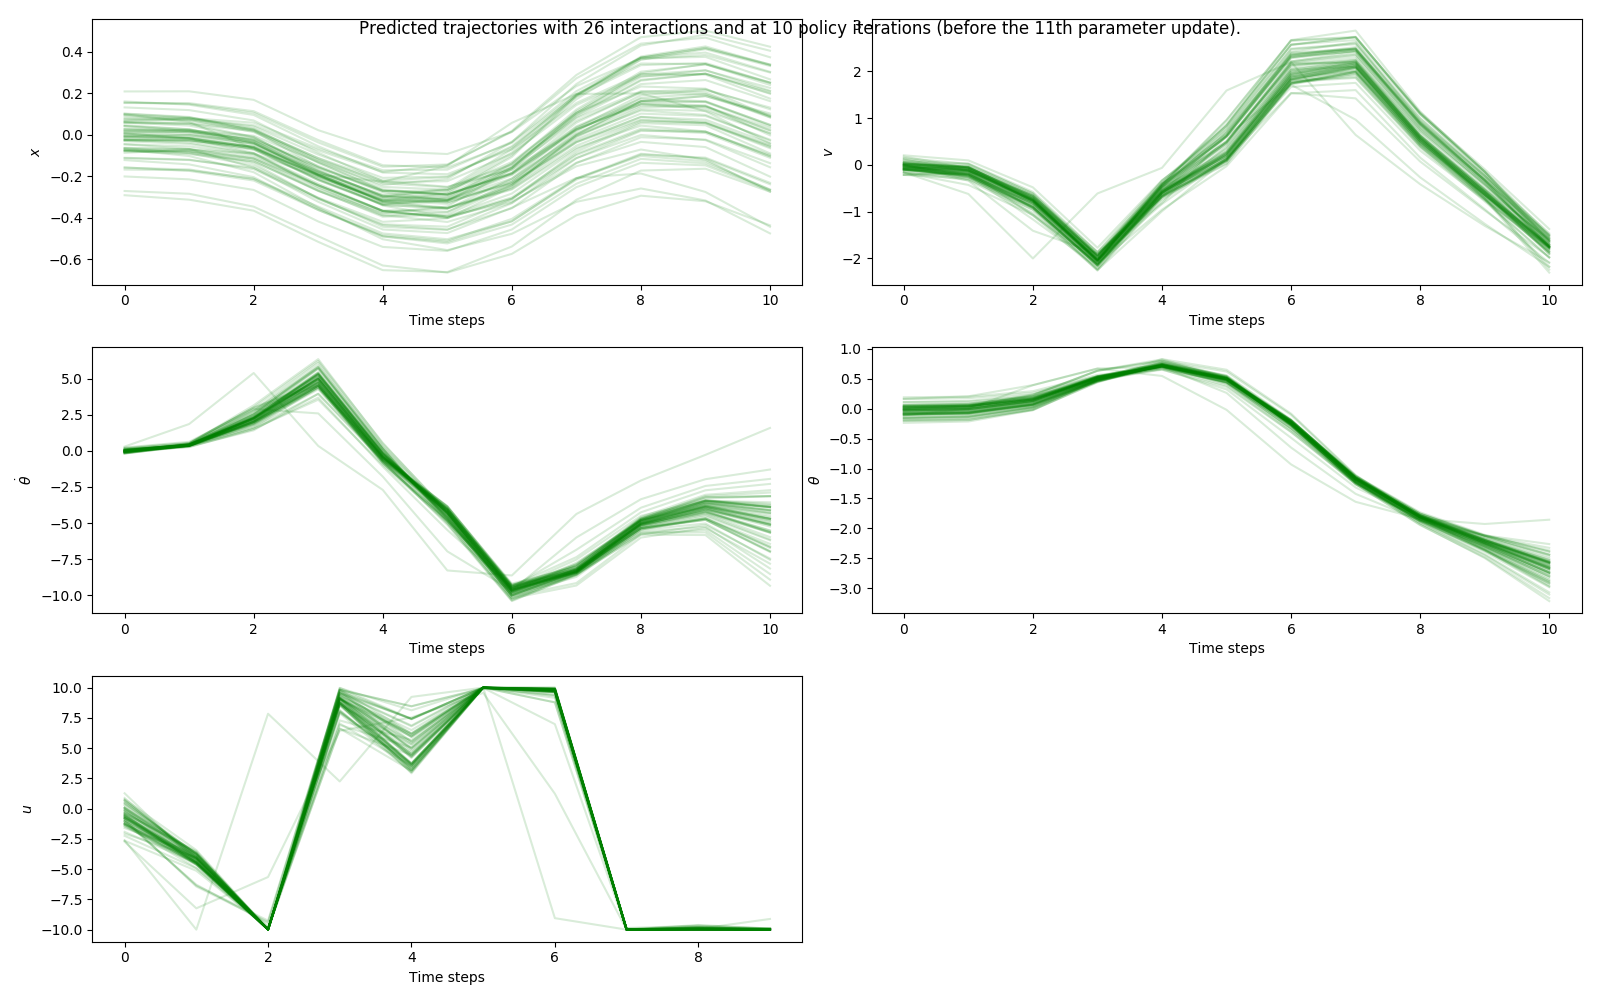 Predicted trajectories with 26 interactions and at 10 policy iterations (before the 11th parameter update).
0.4
0.2
0.0
−0.2
−0.4
−0.6
x
0 2 4 6 8 10
Time steps
3
2
1
0
−1
−2
v
0 2 4 6 8 10
Time steps
5.0
2.5
0.0
−2.5
−5.0
−7.5
−10.0
θ̇
0 2 4 6 8 10
Time steps
1.0
0.5
0.0
−0.5
−1.0
−1.5
−2.0
−2.5
−3.0
θ
0 2 4 6 8 10
Time steps
10.0
7.5
5.0
2.5
0.0
−2.5
−5.0
−7.5
−10.0
u
0 2 4 6 8
Time steps